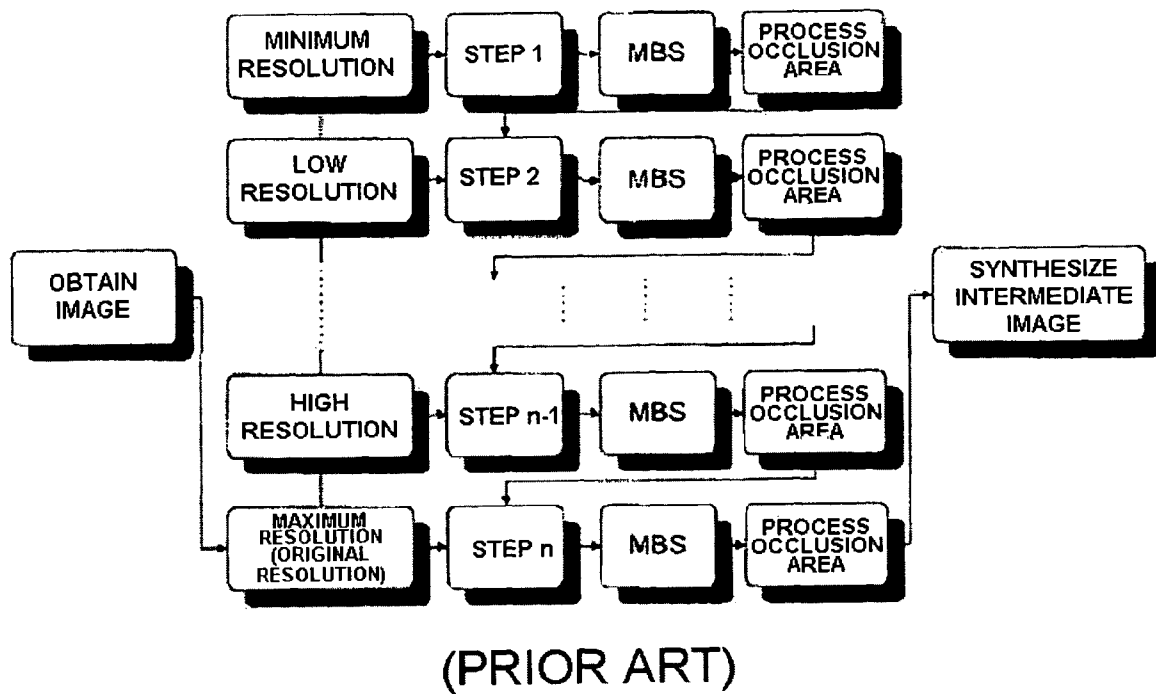 MINIMUM
RESOLUTION
STEP 1
MBS
PROCESS
OCCLUSION
AREA
LOW
RESOLUTION
STEP 2
MBS
PROCESS
OCCLUSION
AREA
OBTAIN
IMAGE
SYNTHESIZE
INTERMEDIATE
IMAGE
HIGH
RESOLUTION
STEP n-1
MBS
PROCESS
OCCLUSION
AREA
MAXIMUM
RESOLUTION
(ORIGINAL
RESOLUTION)
STEP n
MBS
PROCESS
OCCLUSION
AREA
(PRIOR ART)